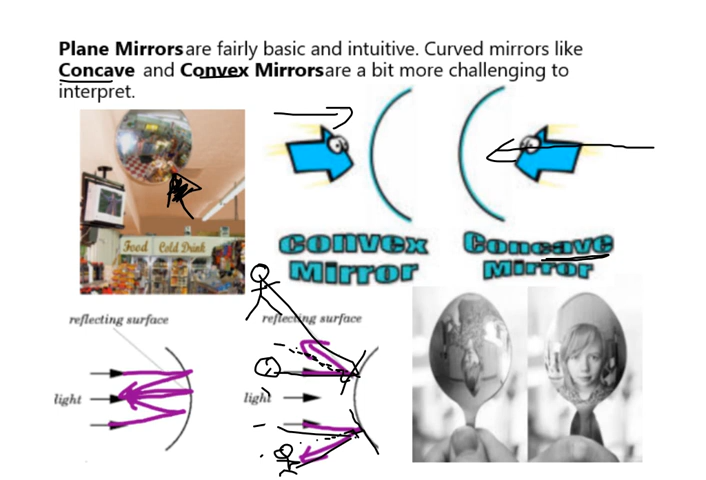 Plane Mirrors are fairly basic and intuitive. Curved mirrors like
Concave and Convex Mirrors are a bit more challenging to
interpret.
Food Cold Drink
Convex
Mirror
Concave
Mirror
reflecting surface
light
reflecting surface
light